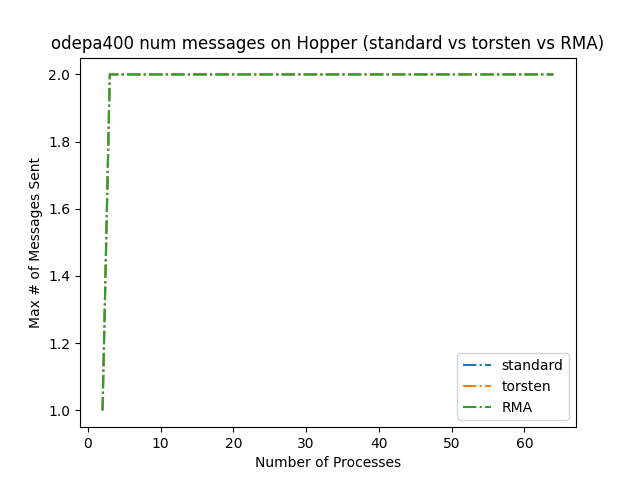 odepa400 num messages on Hopper (standard vs torsten vs RMA)
2.0
1.8
1.6
1.4
1.2
1.0
Max # of Messages Sent
standard
torsten
RMA
0 10 20 30 40 50 60
Number of Processes